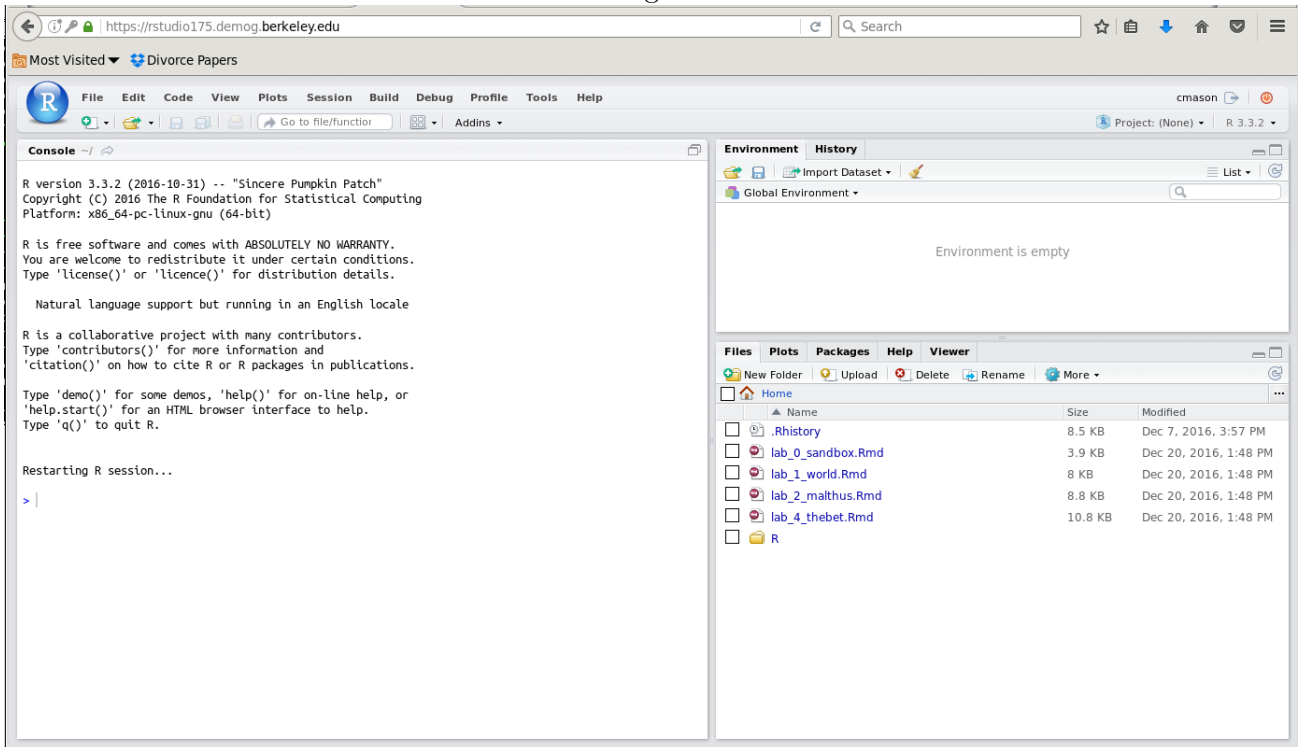 https://rstudio175.demog.berkeley.edu
Search
Most Visited
Divorce Papers
R
File Edit Code View Plots Session Build Debug Profile Tools Help
cmason
Go to file/function
Addins
Project: (None)
R 3.3.2
Console ~/
R version 3.3.2 (2016-10-31) -- "Sincere Pumpkin Patch"
Copyright (C) 2016 The R Foundation for Statistical Computing
Platform: x86_64-pc-linux-gnu (64-bit)
R is free software and comes with ABSOLUTELY NO WARRANTY.
You are welcome to redistribute it under certain conditions.
Type 'license()' or 'licence()' for distribution details.
Natural language support but running in an English locale
R is a collaborative project with many contributors.
Type 'contributors()' for more information and
'citation()' on how to cite R or R packages in publications.
Type 'demo()' for some demos, 'help()' for on-line help, or
'help.start()' for an HTML browser interface to help.
Type 'q()' to quit R.
Restarting R session...
>
Environment History
Import Dataset
List
Global Environment
Environment is empty
Files Plots Packages Help Viewer
New Folder Upload Delete Rename More
Home ...
Name Size Modified
.Rhistory 8.5 KB Dec 7, 2016, 3:57 PM
lab_0_sandbox.Rmd 3.9 KB Dec 20, 2016, 1:48 PM
lab_1_world.Rmd 8 KB Dec 20, 2016, 1:48 PM
lab_2_malthus.Rmd 8.8 KB Dec 20, 2016, 1:48 PM
lab_4_thebet.Rmd 10.8 KB Dec 20, 2016, 1:48 PM
R